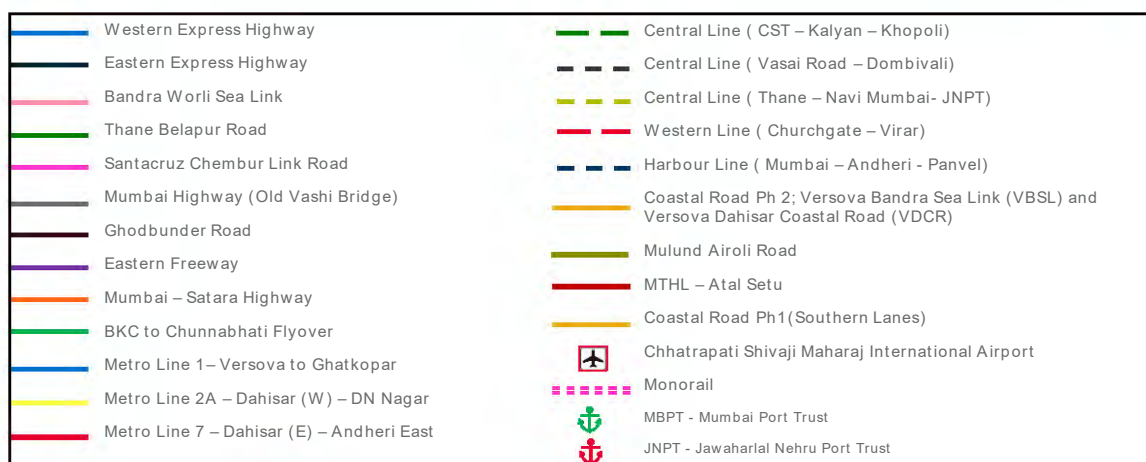 Western Express Highway
Eastern Express Highway
Bandra Worli Sea Link
Thane Belapur Road
Santacruz Chembur Link Road
Mumbai Highway (Old Vashi Bridge)
Ghodbunder Road
Eastern Freeway
Mumbai – Satara Highway
BKC to Chunnabhati Flyover
Metro Line 1– Versova to Ghatkopar
Metro Line 2A – Dahisar (W) – DN Nagar
Metro Line 7 – Dahisar (E) – Andheri East
Central Line ( CST – Kalyan – Khopoli)
Central Line ( Vasai Road – Dombivali)
Central Line ( Thane – Navi Mumbai- JNPT)
Western Line ( Churchgate – Virar)
Harbour Line ( Mumbai – Andheri - Panvel)
Coastal Road Ph 2; Versova Bandra Sea Link (VBSL) and
Versova Dahisar Coastal Road (VDCR)
Mulund Airoli Road
MTHL – Atal Setu
Coastal Road Ph1(Southern Lanes)
Chhatrapati Shivaji Maharaj International Airport
Monorail
MBPT - Mumbai Port Trust
JNPT - Jawaharlal Nehru Port Trust